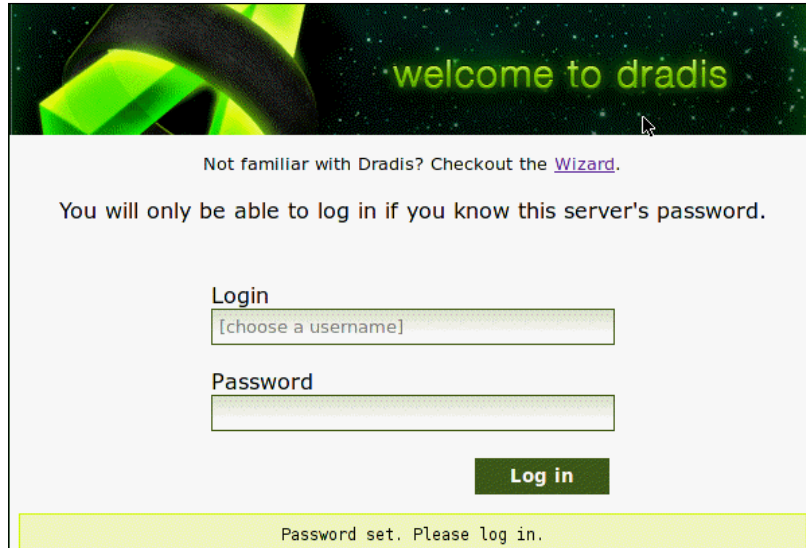 welcome to dradis
Not familiar with Dradis? Checkout the Wizard.
You will only be able to log in if you know this server's password.
Login
[choose a username]
Password
Log in
Password set. Please log in.